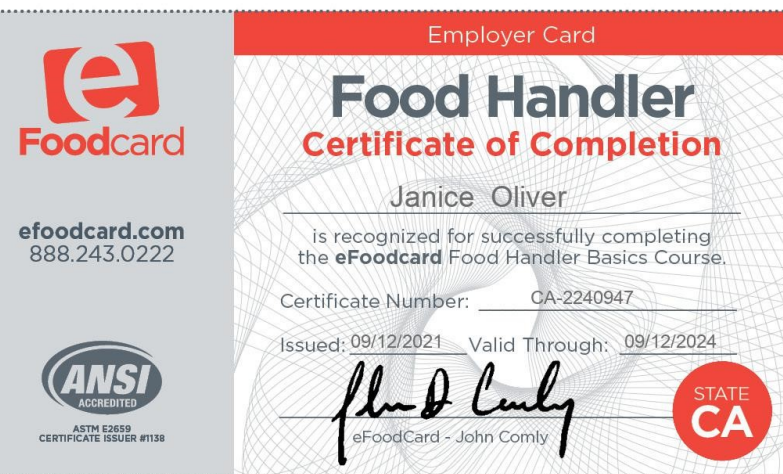 Employer Card
e
Foodcard
efoodcard.com
888.243.0222
ANSI
ACCREDITED
ASTM E2659
CERTIFICATE ISSUER #1138
Food Handler
Certificate of Completion
Janice Oliver
is recognized for successfully completing
the eFoodcard Food Handler Basics Course.
Certificate Number: CA-2240947
Issued: 09/12/2021 Valid Through: 09/12/2024
John D Comly
eFoodCard - John Comly
STATE
CA